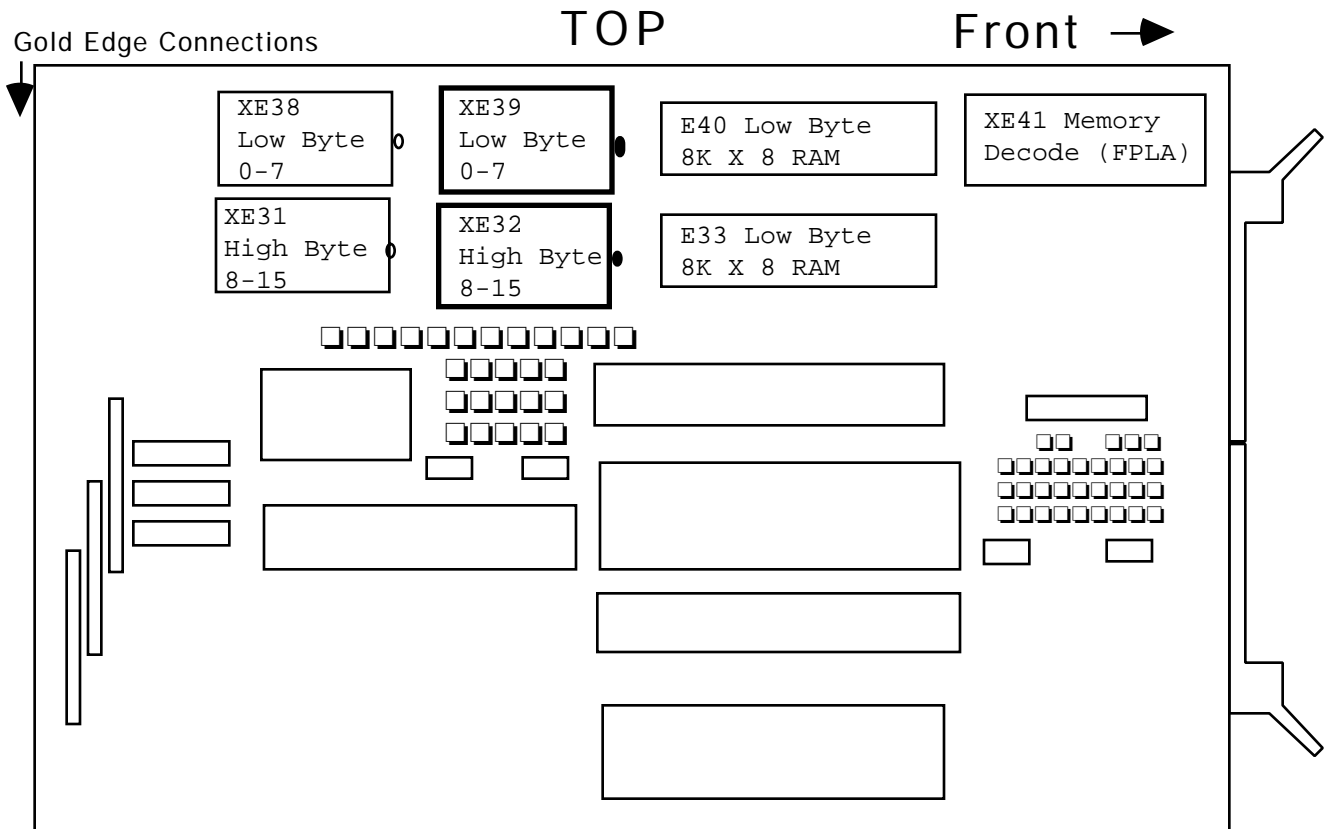 TOP
Front
Gold Edge Connections
XE38
Low Byte
0-7
XE39
Low Byte
0-7
E40 Low Byte
8K X 8 RAM
XE41 Memory
Decode (FPLA)
XE31
High Byte
8-15
XE32
High Byte
8-15
E33 Low Byte
8K X 8 RAM